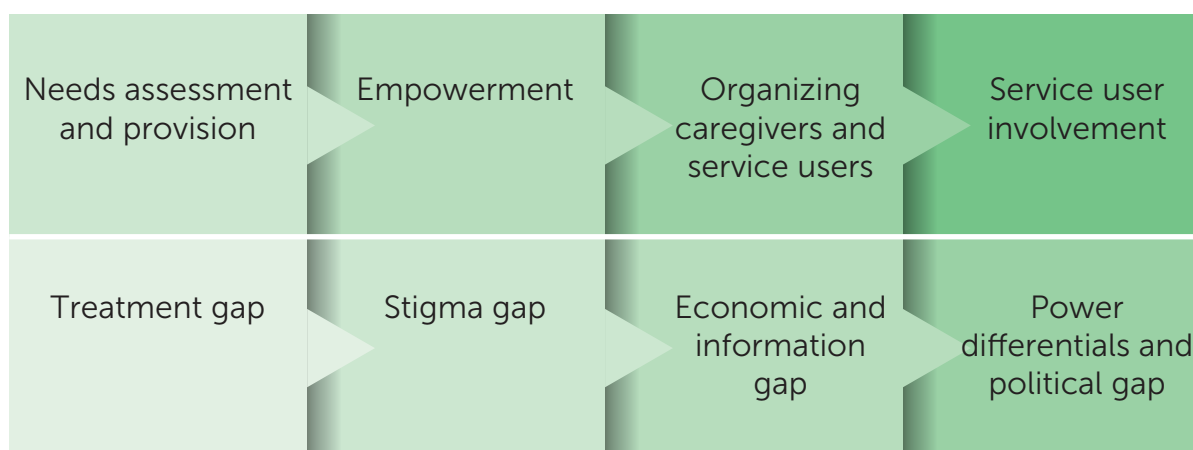 Needs assessment
and provision
Empowerment
Organizing
caregivers and
service users
Service user
involvement
Treatment gap
Stigma gap
Economic and
information
gap
Power
differentials and
political gap